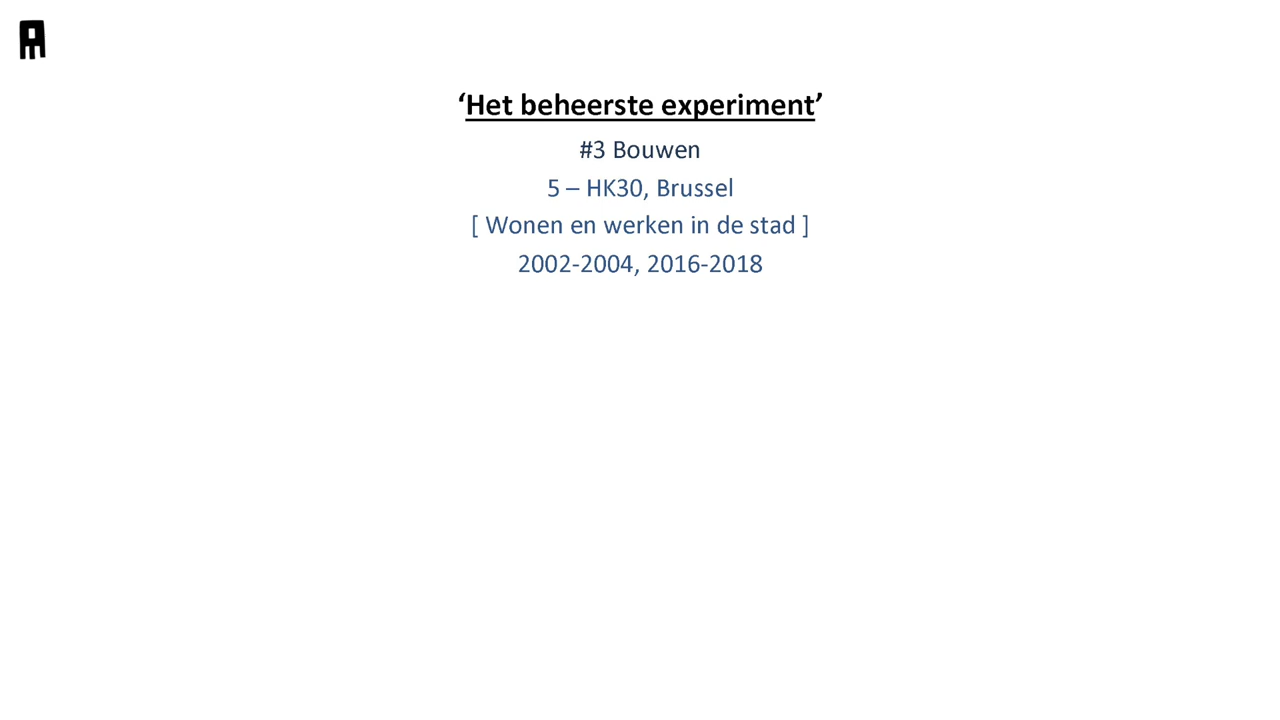 ‘Het beheerste experiment’
#3 Bouwen
5 – HK30, Brussel
[ Wonen en werken in de stad ]
2002-2004, 2016-2018